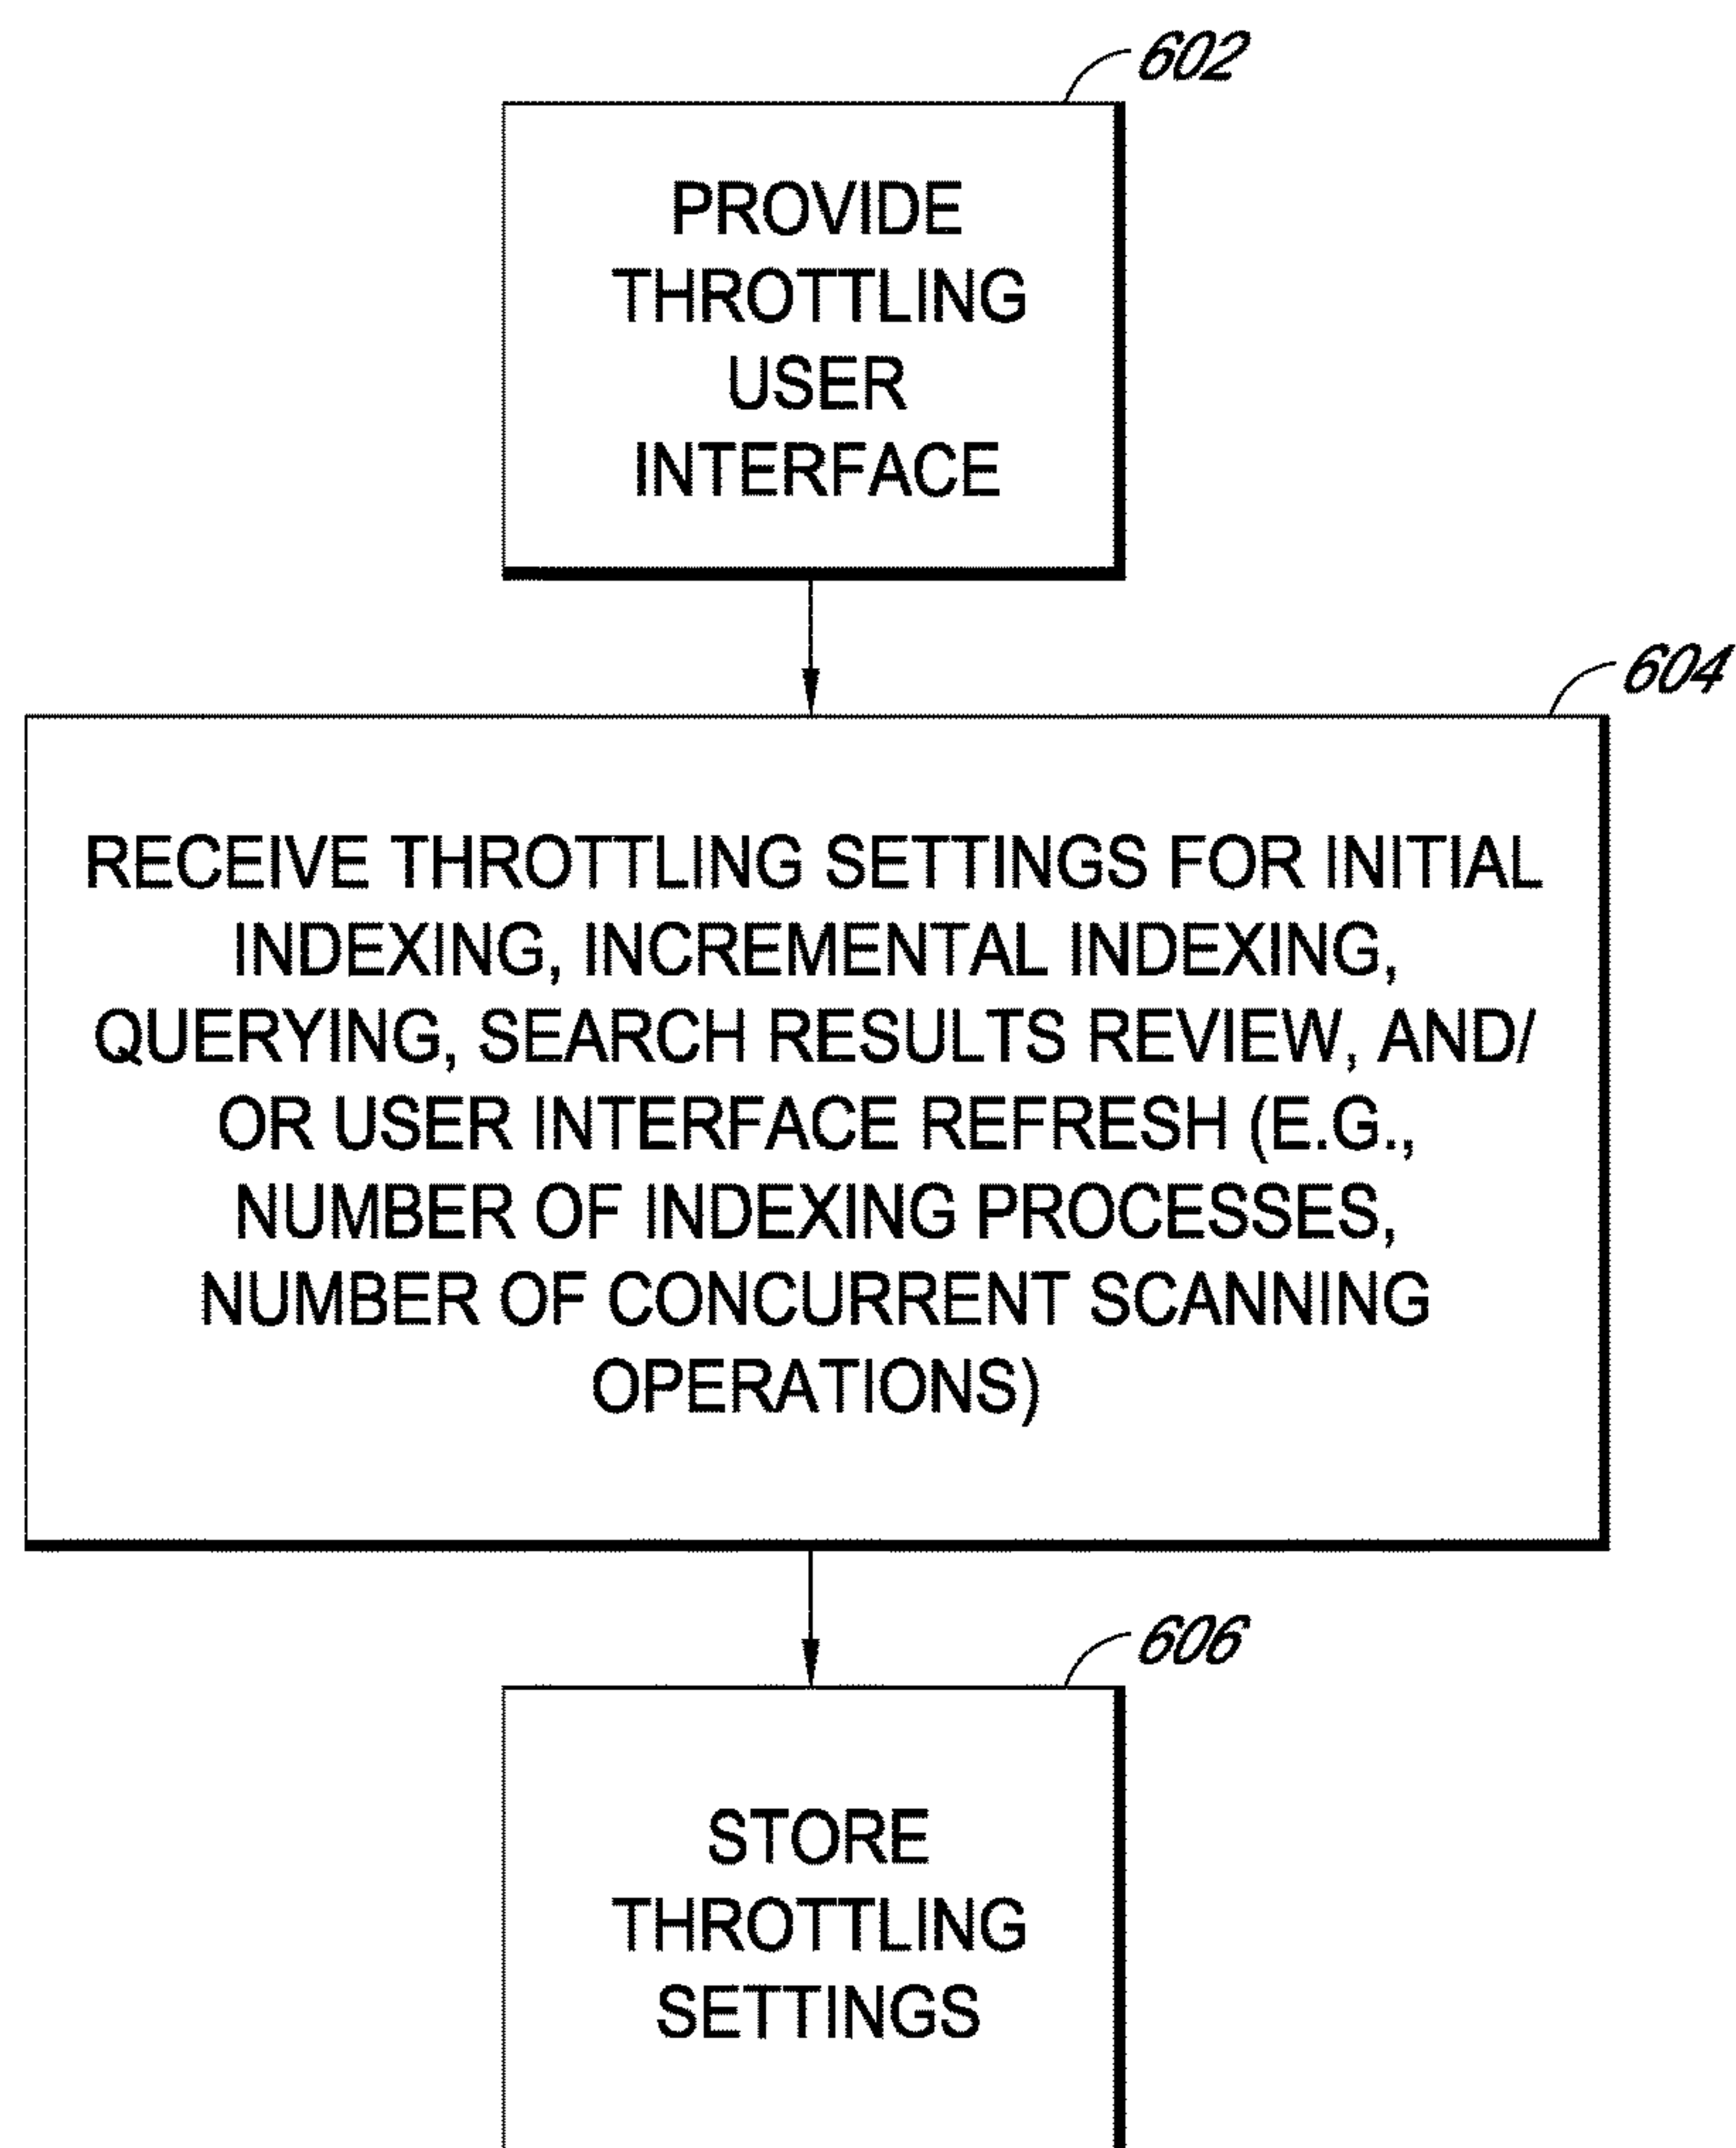 602
PROVIDE
THROTTLING
USER
INTERFACE
604
RECEIVE THROTTLING SETTINGS FOR INITIAL
INDEXING, INCREMENTAL INDEXING,
QUERYING, SEARCH RESULTS REVIEW, AND/
OR USER INTERFACE REFRESH (E.G.,
NUMBER OF INDEXING PROCESSES,
NUMBER OF CONCURRENT SCANNING
OPERATIONS)
606
STORE
THROTTLING
SETTINGS